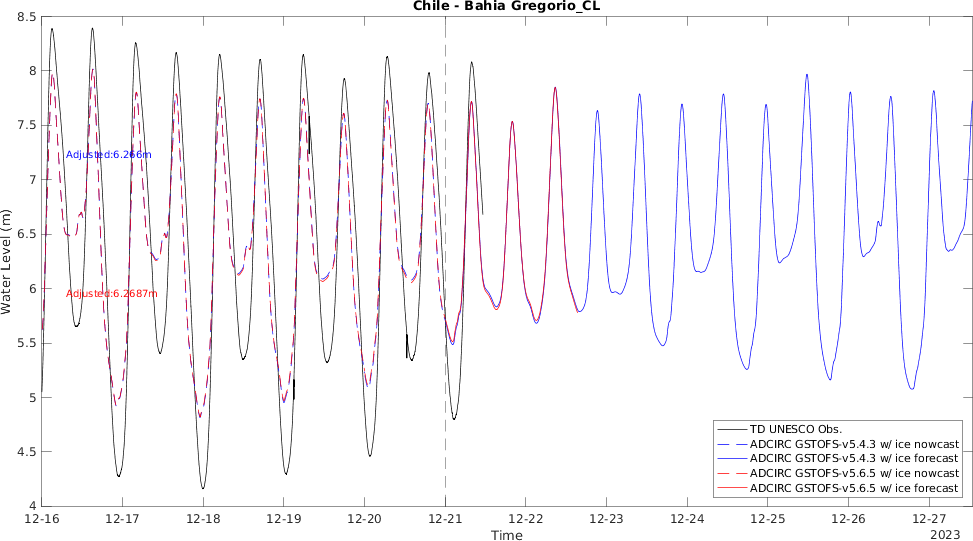 Chile - Bahia Gregorio_CL
8.5
8
7.5
7
6.5
6
5.5
5
4.5
4
Water Level (m)
Adjusted:6.266m
Adjusted:6.2687m
TD UNESCO Obs.
ADCIRC GSTOFS-v5.4.3 w/ ice nowcast
ADCIRC GSTOFS-v5.4.3 w/ ice forecast
ADCIRC GSTOFS-v5.6.5 w/ ice nowcast
ADCIRC GSTOFS-v5.6.5 w/ ice forecast
12-16 12-17 12-18 12-19 12-20 12-21 12-22 12-23 12-24 12-25 12-26 12-27
Time
2023